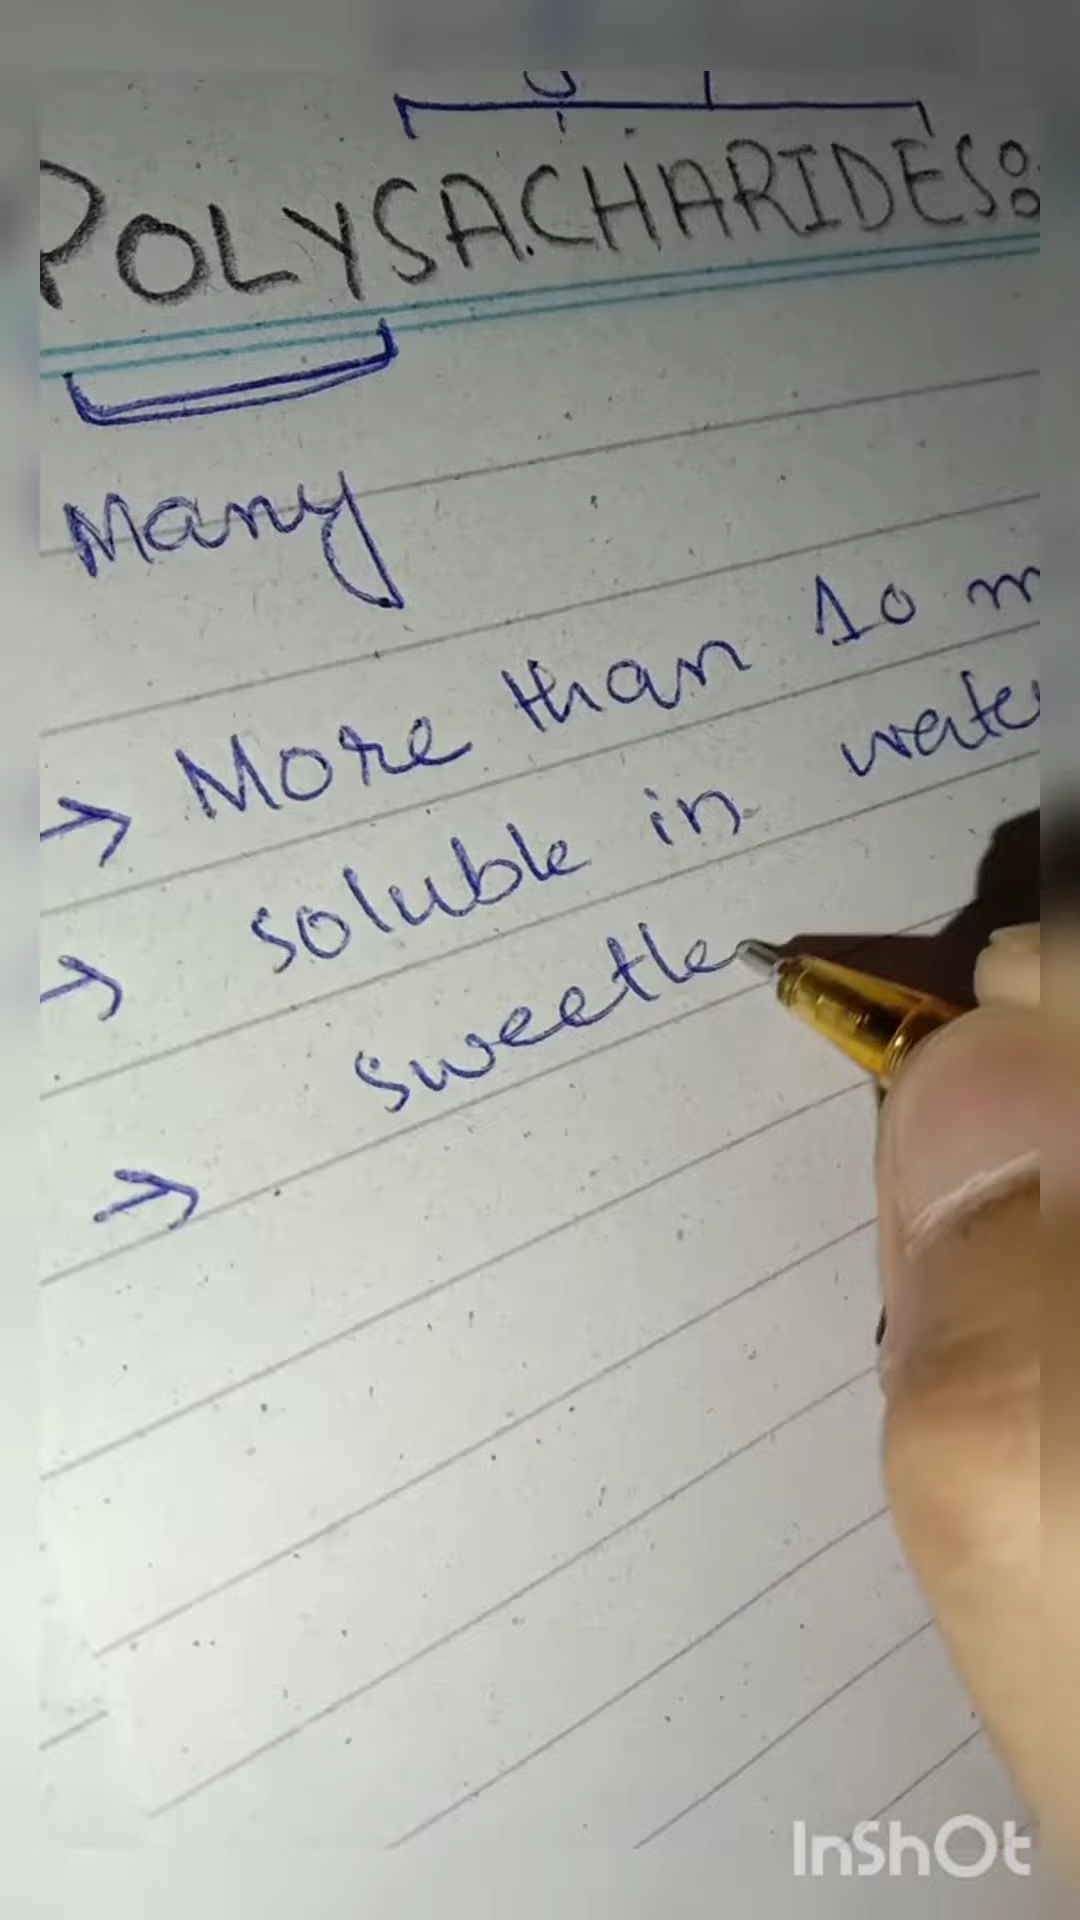 POLYSACHARIDES:
Many
→ More than 10 m
→ soluble in wate
→ sweetle
InShOt